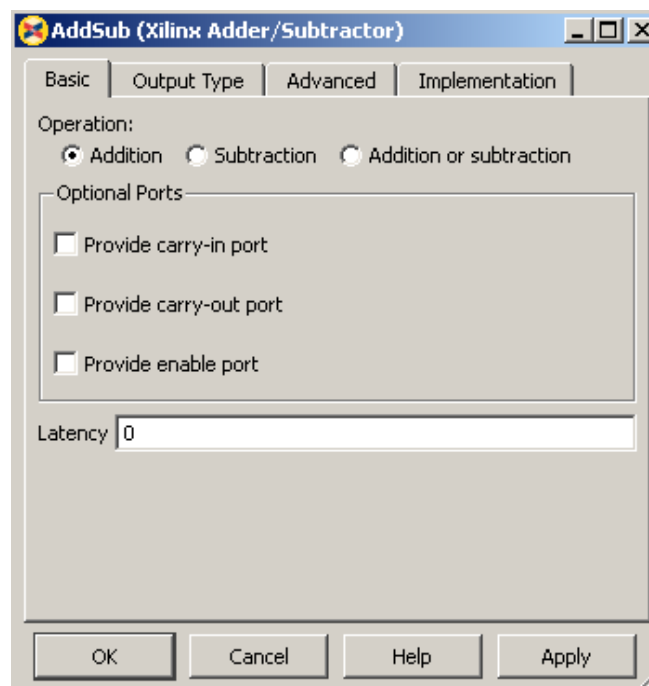 AddSub (Xilinx Adder/Subtractor)
Basic Output Type Advanced Implementation
Operation:
Addition Subtraction Addition or subtraction
Optional Ports
Provide carry-in port
Provide carry-out port
Provide enable port
Latency 0
OK Cancel Help Apply